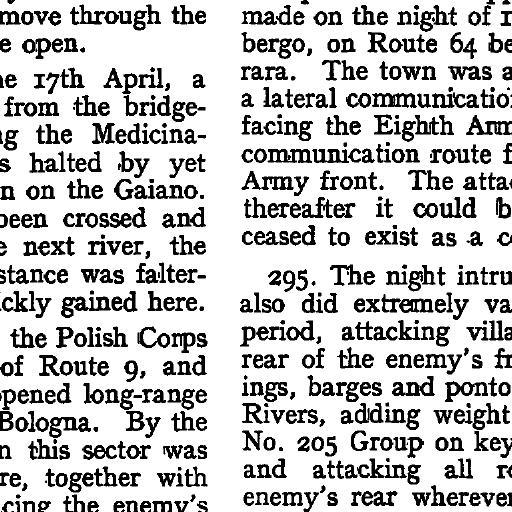 move through the
e open.
ne 17th April, a
from the bridge-
ng the Medicina-
s halted by yet
n on the Gaiano.
been crossed and
e next river, the
stance was falter-
ickly gained here.
the Polish Corps
of Route 9, and
opened long-range
Bologna. By the
n this sector was
re, together with
cing the enemy's
made on the night of
bergo, on Route 64 be
rara. The town was a
a lateral communicatio
facing the Eighth Arm
communication route f
Army front. The atta
thereafter it could b
ceased to exist as a c
295. The night intru
also did extremely va
period, attacking villa
rear of the enemy's fr
ings, barges and ponto
Rivers, adding weight
No. 205 Group on key
and attacking all r
enemy's rear wherever